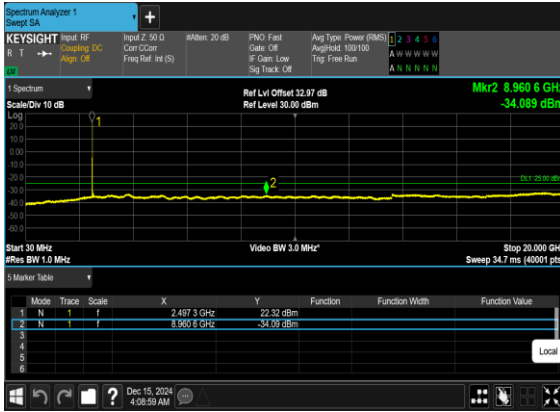 Spectrum Analyzer 1
Swept SA
+
KEYSIGHT Input: RF Input Z: 50 Ω #Atten: 20 dB PNO: Fast Avg Type: Power (RMS) 1 2 3 4 5 6
R T Coupling: DC Corr CCorr Gate: Off Avg|Hold: 100/100 A W W W W W
Align: Off Freq Ref: Int (S) IF Gain: Low Trig: Free Run
Sig Track: Off A N N N N N
1 Spectrum
Ref Lvl Offset 32.97 dB Mkr2 8.960 6 GHz
Scale/Div 10 dB Ref Level 30.00 dBm -34.089 dBm
Log
1
20.0
10.0
0.00
-10.0
-20.0
-30.0
-40.0
-50.0
-60.0
2
Start 30 MHz Video BW 3.0 MHz* Stop 20.000 GH
#Res BW 1.0 MHz Sweep 34.7 ms (40001 pts
5 Marker Table
Mode Trace Scale X Y Function Function Width Function Value
1 N 1 f 2.497 3 GHz 22.32 dBm
2 N 1 f 8.960 6 GHz -34.09 dBm
3
4
5
6
Local
? Dec 15, 2024
4:08:59 AM